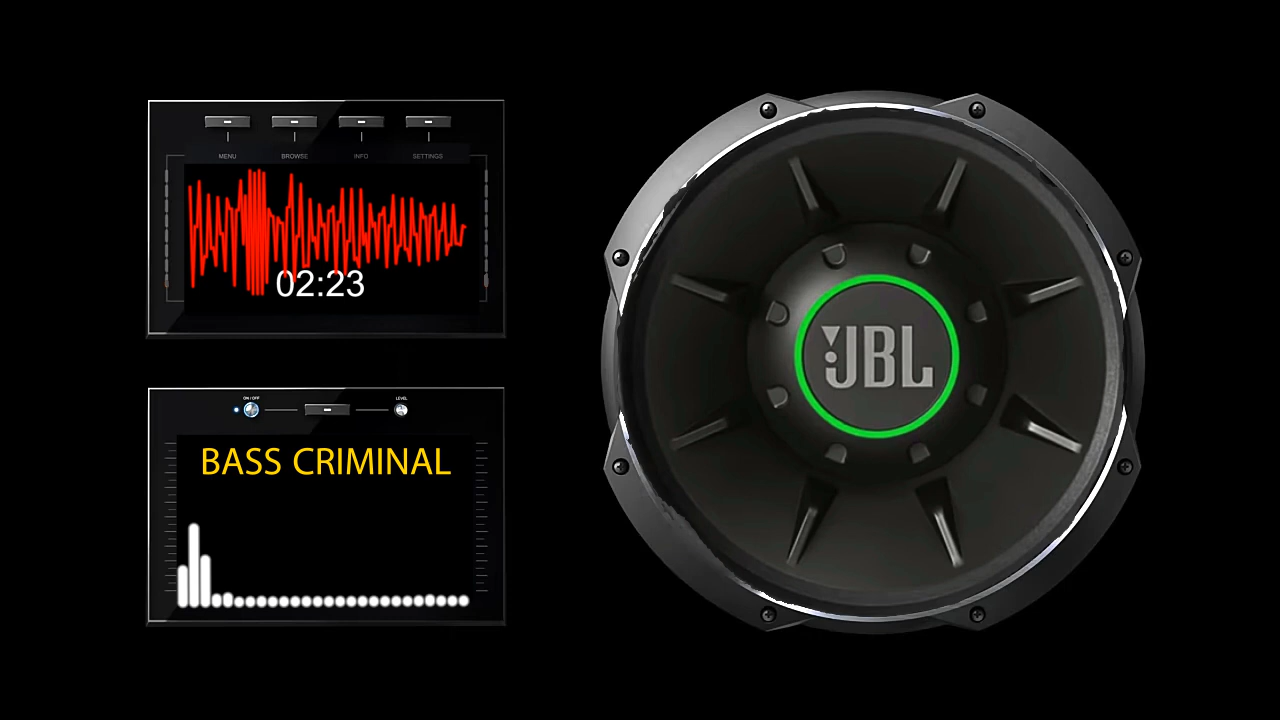 MENU BROWSE INFO SETTINGS
02:23
ON / OFF LEVEL
BASS CRIMINAL
JBL